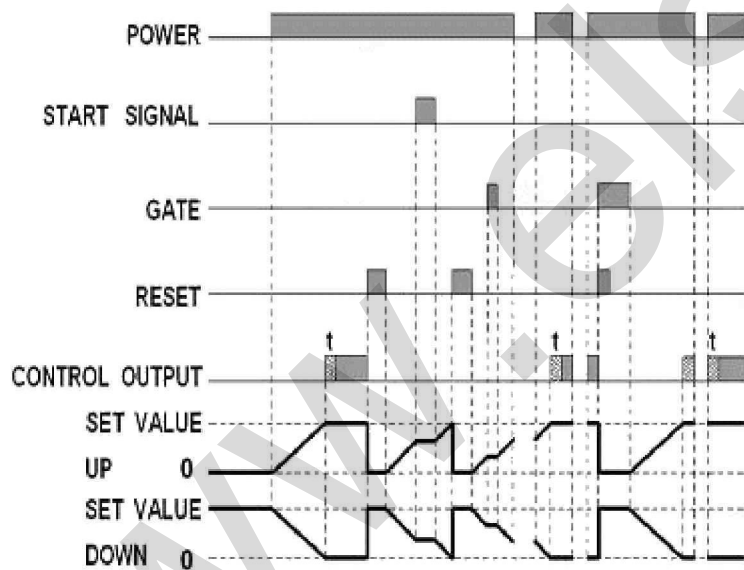 POWER
START SIGNAL
GATE
RESET
t t t
CONTROL OUTPUT
SET VALUE
UP 0
SET VALUE
DOWN 0